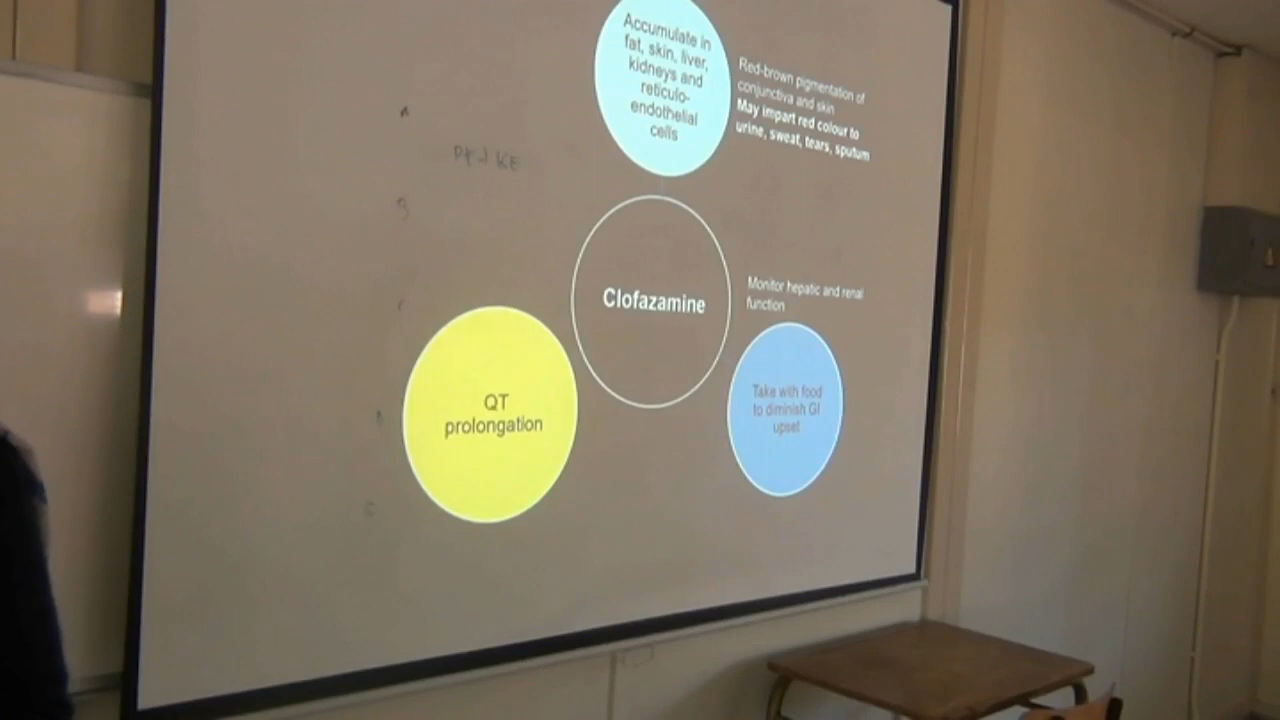 Accumulate in
fat, skin, liver,
kidneys and
reticulo-
endothelial
cells
Red-brown pigmentation of
conjunctiva and skin
May impart red colour to
urine, sweat, tears, sputum
Clofazamine
Monitor hepatic and renal
function
QT
prolongation
Take with food
to diminish GI
upset